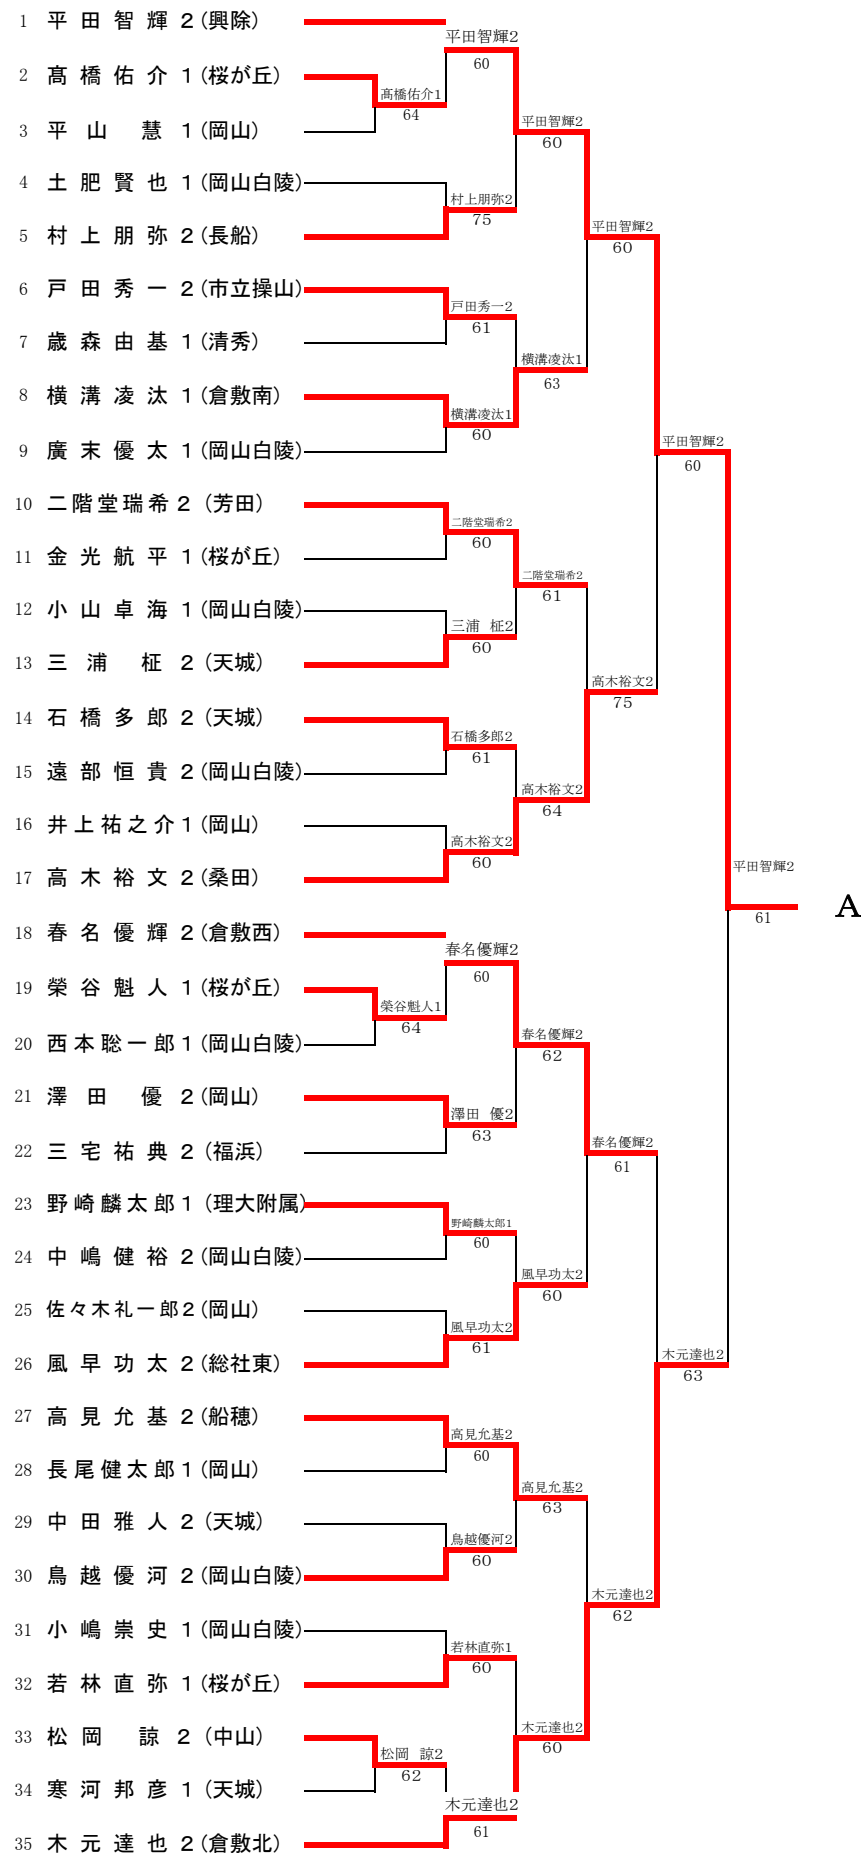 1 平田智輝 2 (興除)
2 髙橋佑介 1 (桜が丘)
3 平山 慧 1 (岡山)
4 土肥賢也 1 (岡山白陵)
5 村上朋弥 2 (長船)
6 戸田秀一 2 (市立操山)
7 歳森由基 1 (清秀)
8 横溝凌汰 1 (倉敷南)
9 廣末優太 1 (岡山白陵)
10 二階堂瑞希 2 (芳田)
11 金光航平 1 (桜が丘)
12 小山卓海 1 (岡山白陵)
13 三浦 柾 2 (天城)
14 石橋多郎 2 (天城)
15 遠部恒貴 2 (岡山白陵)
16 井上祐之介 1 (岡山)
17 高木裕文 2 (桑田)
18 春名優輝 2 (倉敷西)
19 榮谷魁人 1 (桜が丘)
20 西本聡一郎 1 (岡山白陵)
21 澤田 優 2 (岡山)
22 三宅祐典 2 (福浜)
23 野崎麟太郎 1 (理大附属)
24 中嶋健裕 2 (岡山白陵)
25 佐々木礼一郎 2 (岡山)
26 風早功太 2 (総社東)
27 高見允基 2 (船穂)
28 長尾健太郎 1 (岡山)
29 中田雅人 2 (天城)
30 鳥越優河 2 (岡山白陵)
31 小嶋崇史 1 (岡山白陵)
32 若林直弥 1 (桜が丘)
33 松岡 諒 2 (中山)
34 寒河邦彦 1 (天城)
35 木元達也 2 (倉敷北)
髙橋佑介1
64
榮谷魁人1
64
松岡 諒2
62
平田智輝2
60
村上朋弥2
75
戸田秀一2
61
横溝凌汰1
60
二階堂瑞希2
60
三浦 柾2
60
石橋多郎2
61
高木裕文2
60
春名優輝2
60
澤田 優2
63
野崎麟太郎1
60
風早功太2
61
高見允基2
60
鳥越優河2
60
若林直弥1
60
木元達也2
61
平田智輝2
60
横溝凌汰1
63
二階堂瑞希2
61
高木裕文2
64
春名優輝2
62
風早功太2
60
高見允基2
63
木元達也2
60
平田智輝2
60
高木裕文2
75
春名優輝2
61
木元達也2
62
平田智輝2
60
木元達也2
63
平田智輝2
61
A